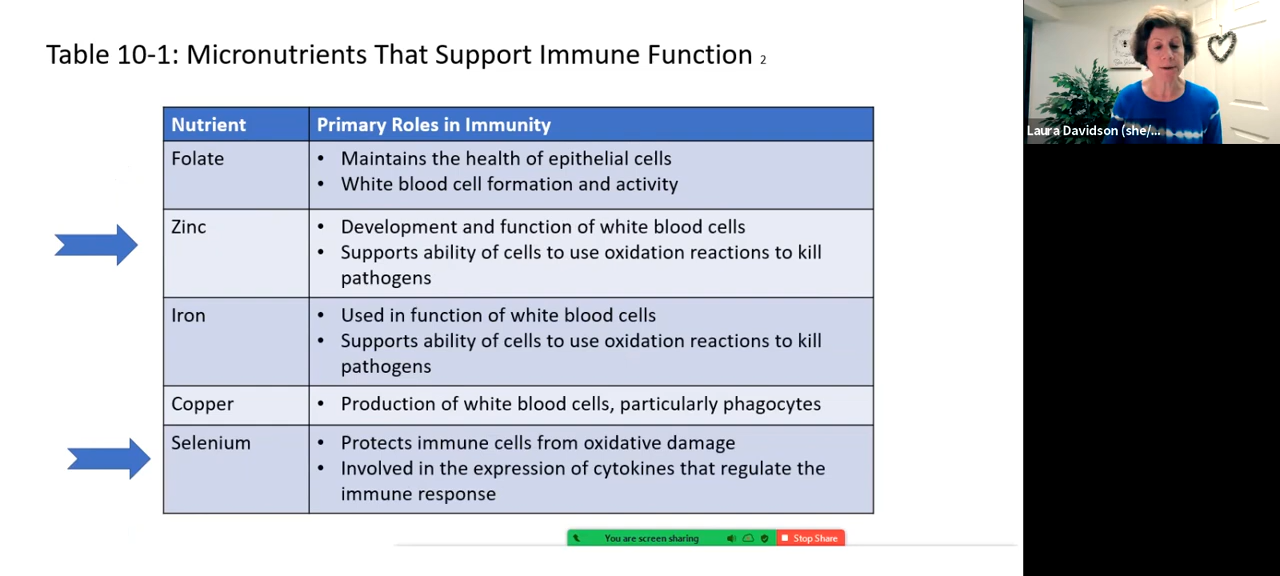 Table 10-1: Micronutrients That Support Immune Function 2
Laura Davidson (she/...
Nutrient Primary Roles in Immunity
Folate • Maintains the health of epithelial cells
• White blood cell formation and activity
Zinc • Development and function of white blood cells
• Supports ability of cells to use oxidation reactions to kill
pathogens
Iron • Used in function of white blood cells
• Supports ability of cells to use oxidation reactions to kill
pathogens
Copper • Production of white blood cells, particularly phagocytes
Selenium • Protects immune cells from oxidative damage
• Involved in the expression of cytokines that regulate the
immune response
You are screen sharing Stop Share